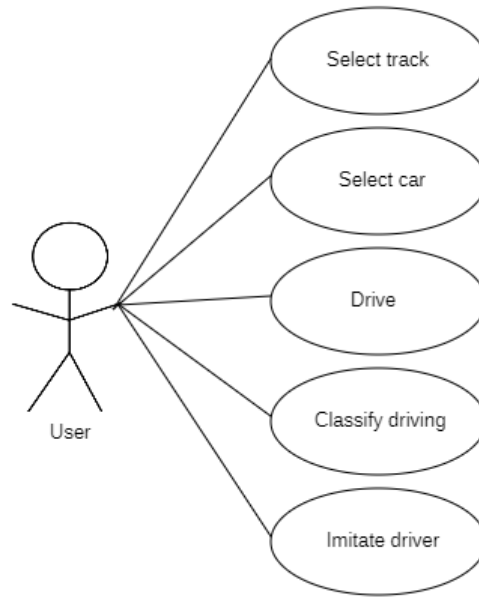 Select track
Select car
Drive
Classify driving
Imitate driver
User